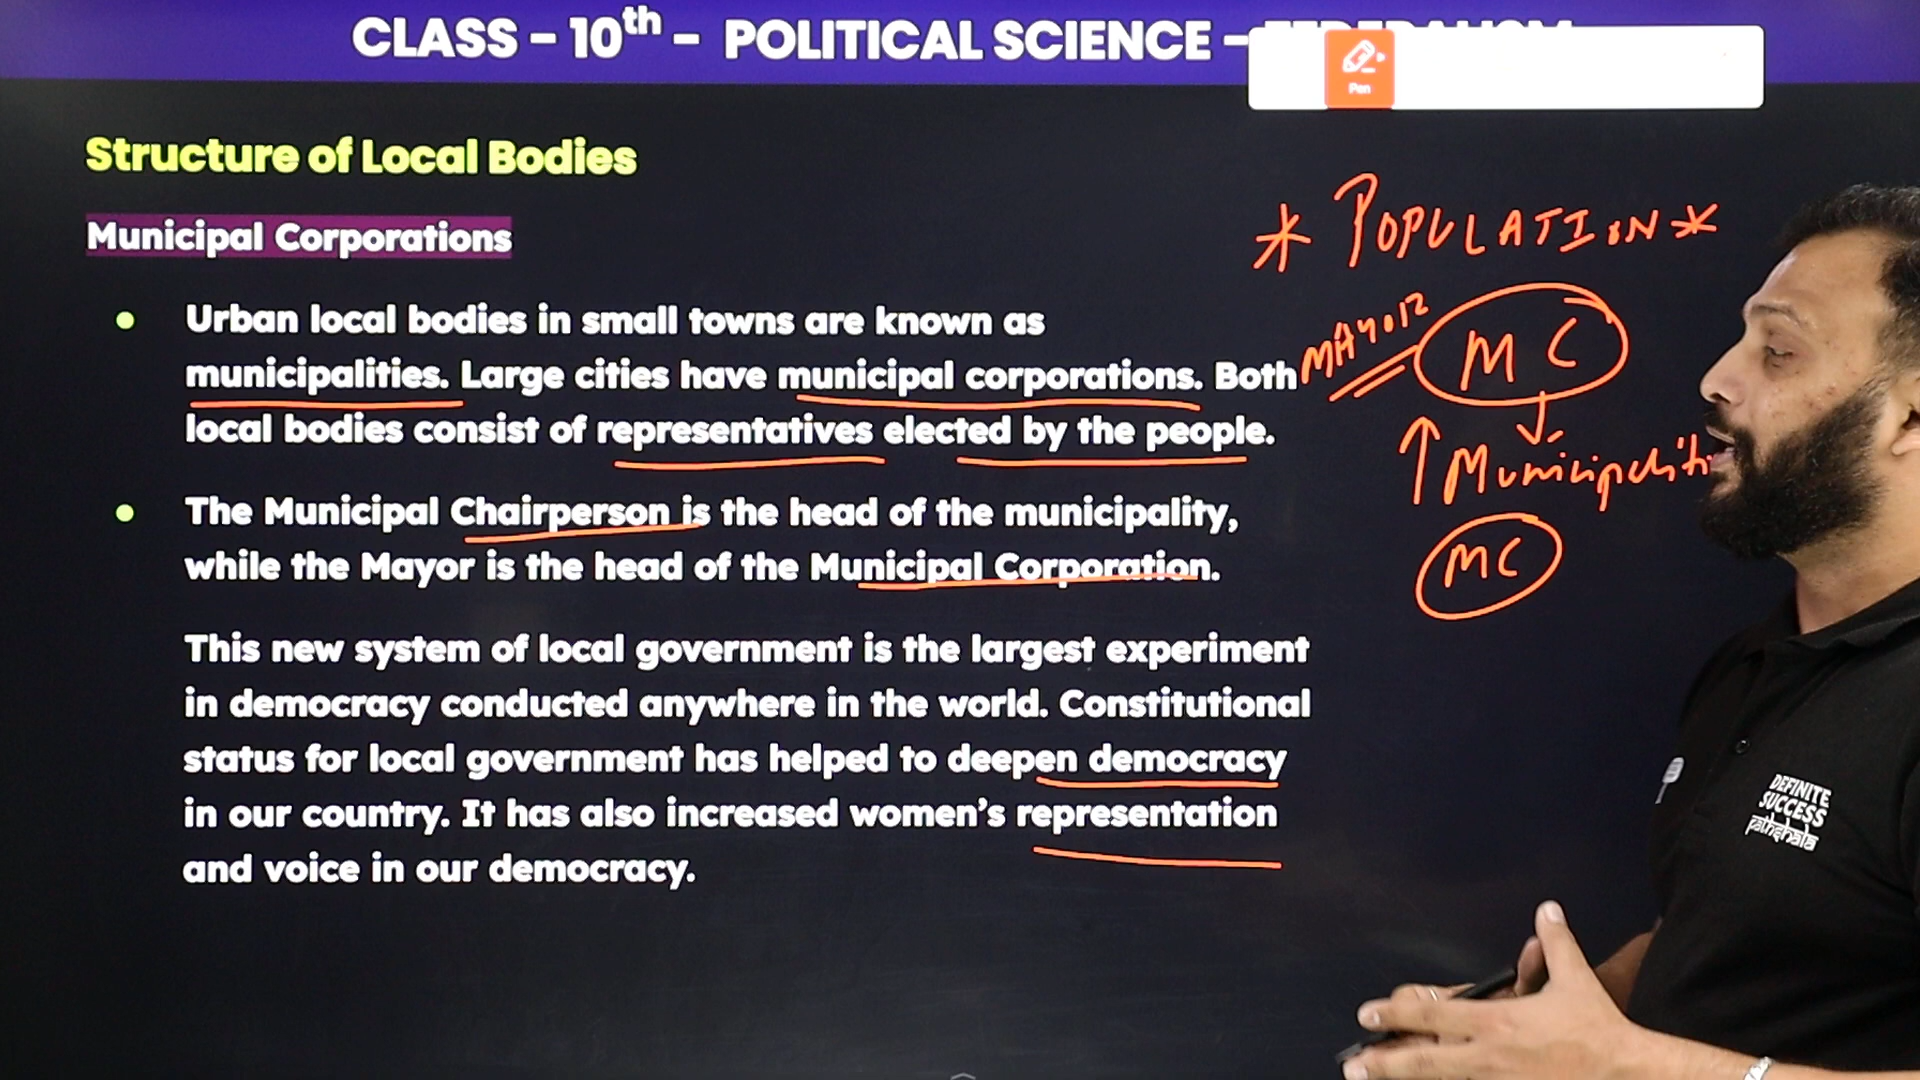 CLASS – 10th – POLITICAL SCIENCE –
Pen
Structure of Local Bodies
Municipal Corporations
* POPULATION *
Urban local bodies in small towns are known as
municipalities. Large cities have municipal corporations. Both
local bodies consist of representatives elected by the people.
MAYOR
MC
↑ Municipaliti
MC
The Municipal Chairperson is the head of the municipality,
while the Mayor is the head of the Municipal Corporation.
This new system of local government is the largest experiment
in democracy conducted anywhere in the world. Constitutional
status for local government has helped to deepen democracy
in our country. It has also increased women's representation
and voice in our democracy.
DEFINITE
SUCCESS
pathshala